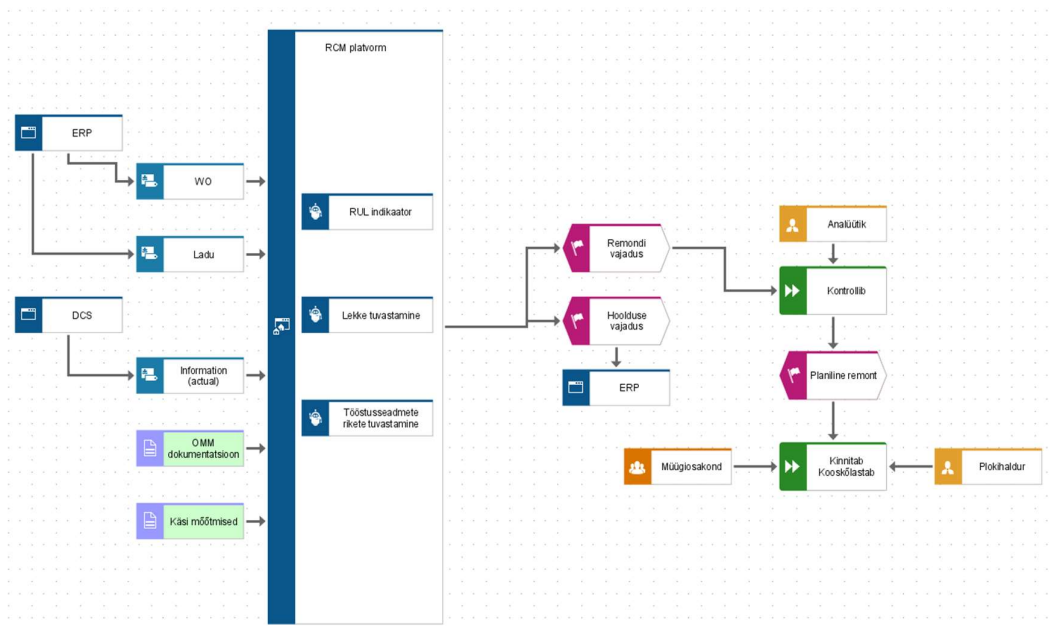 RCM platvorm
ERP
WO
RUL indikaator
Ladu
DCS
Lekke tuvastamine
Information
(actual)
Tööstusseadmete
rikete tuvastamine
OMM
dokumentatsioon
Käsi mõõtmised
Remondi
vajadus
Hoolduse
vajadus
ERP
Analüütik
Kontrollib
Planiline remont
Müügiosakond
Kinnitab
Kooskõlastab
Plokihaldur